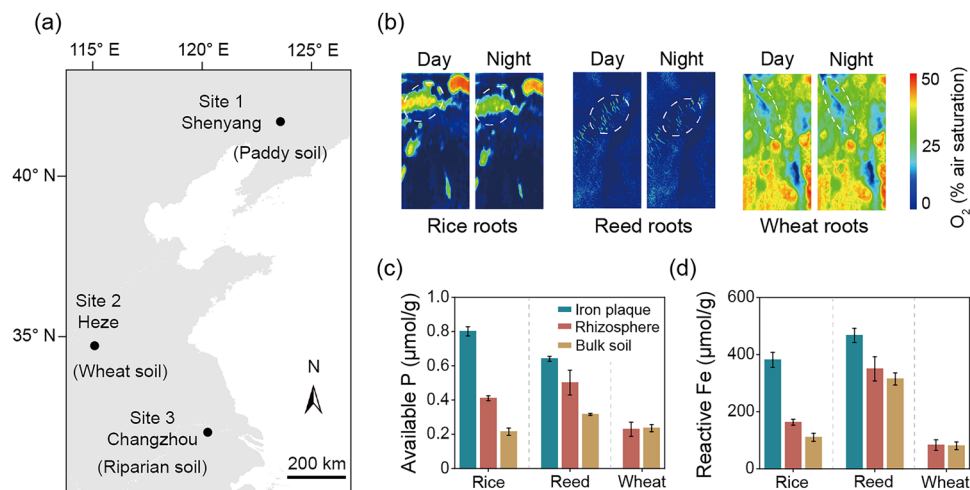 (a)
115° E
120° E
125° E
Site 1
Shenyang
(Paddy soil)
40° N
Site 2
Heze
(Wheat soil)
35° N
N
Site 3
Changzhou
(Riparian soil)
200 km
(b)
Day
Night
Day
Night
Day
Night
Rice roots
Reed roots
Wheat roots
50
25
0
O₂ (% air saturation)
(c)
Available P (μmol/g)
1.0
0.8
0.6
0.4
0.2
0.0
Iron plaque
Rhizosphere
Bulk soil
Rice
Reed
Wheat
(d)
Reactive Fe (μmol/g)
600
400
200
0
Rice
Reed
Wheat